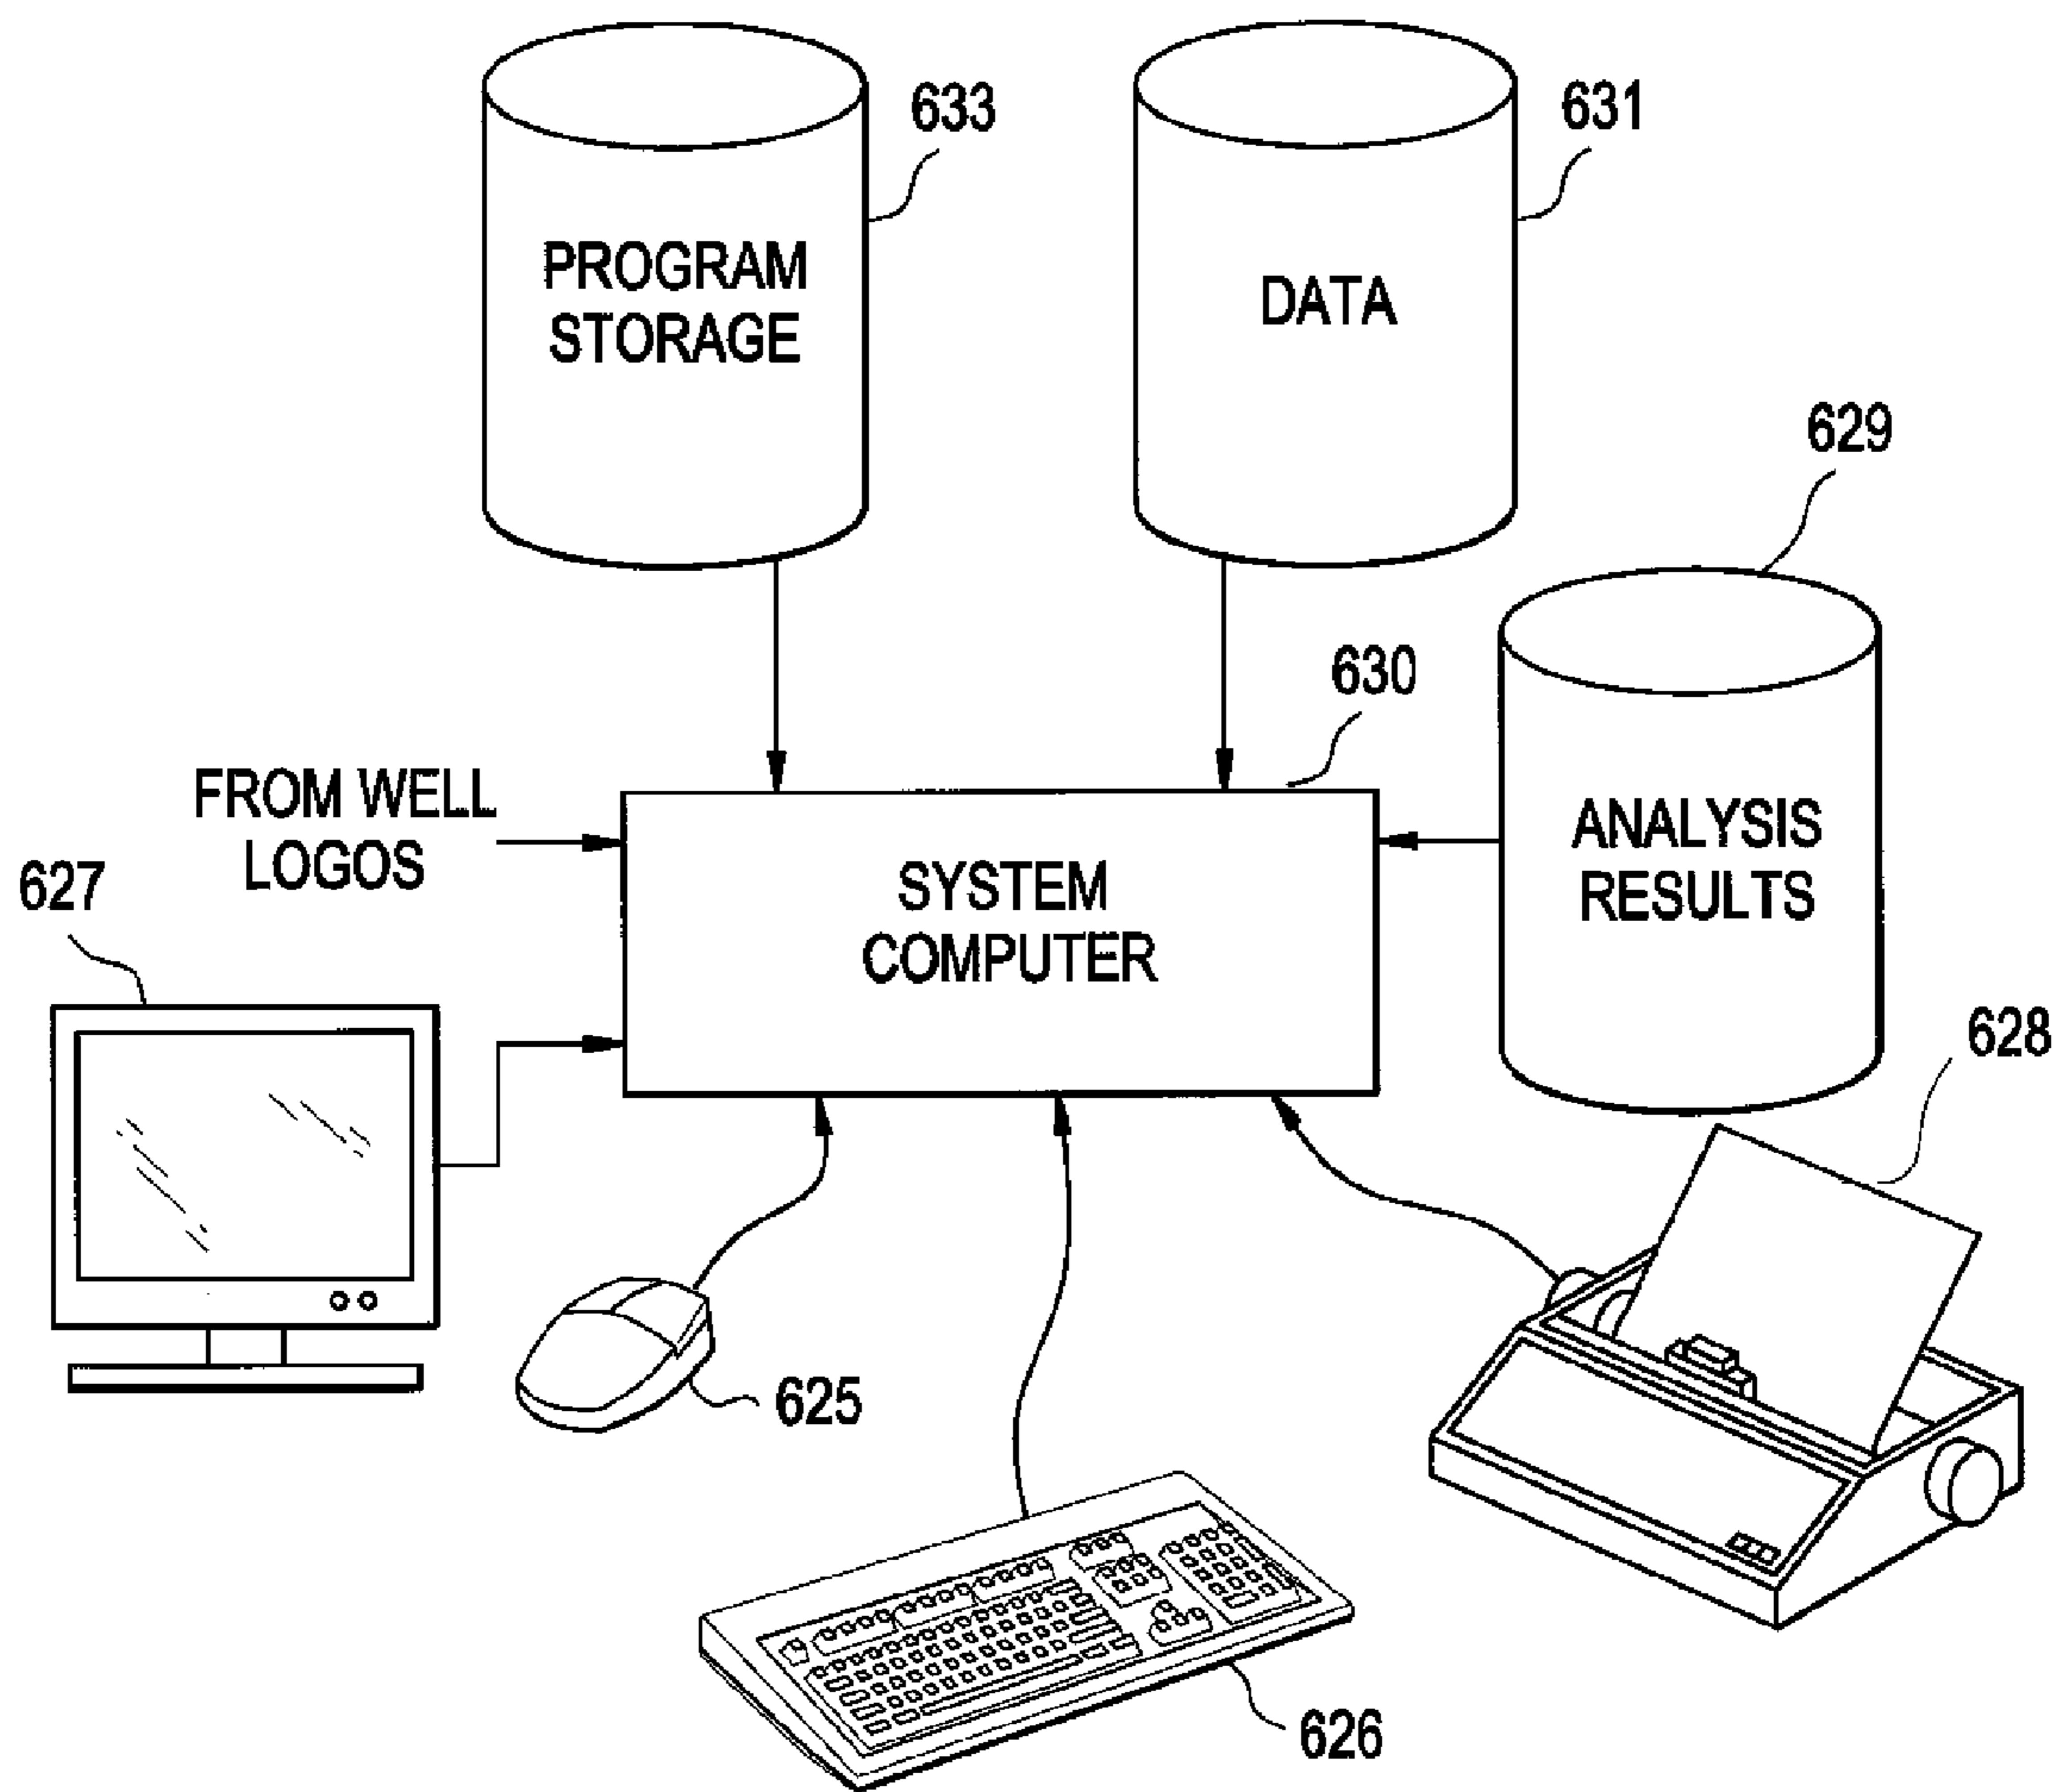 633
631
PROGRAM
STORAGE
DATA
629
630
FROM WELL
LOGOS
ANALYSIS
RESULTS
627
SYSTEM
COMPUTER
628
625
626